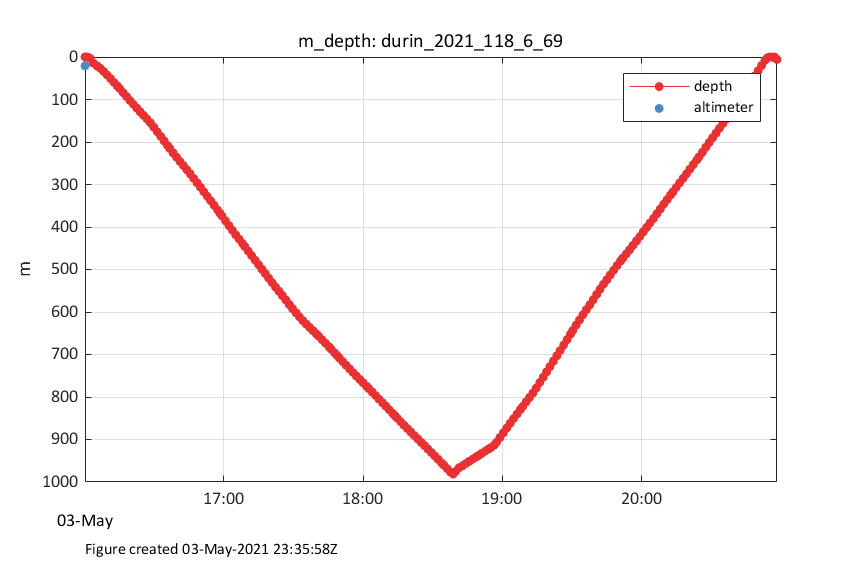 m_depth: durin_2021_118_6_69
0
depth
100
altimeter
200
300
400
m
500
600
700
800
900
1000
17:00 18:00 19:00 20:00
03-May
Figure created 03-May-2021 23:35:58Z